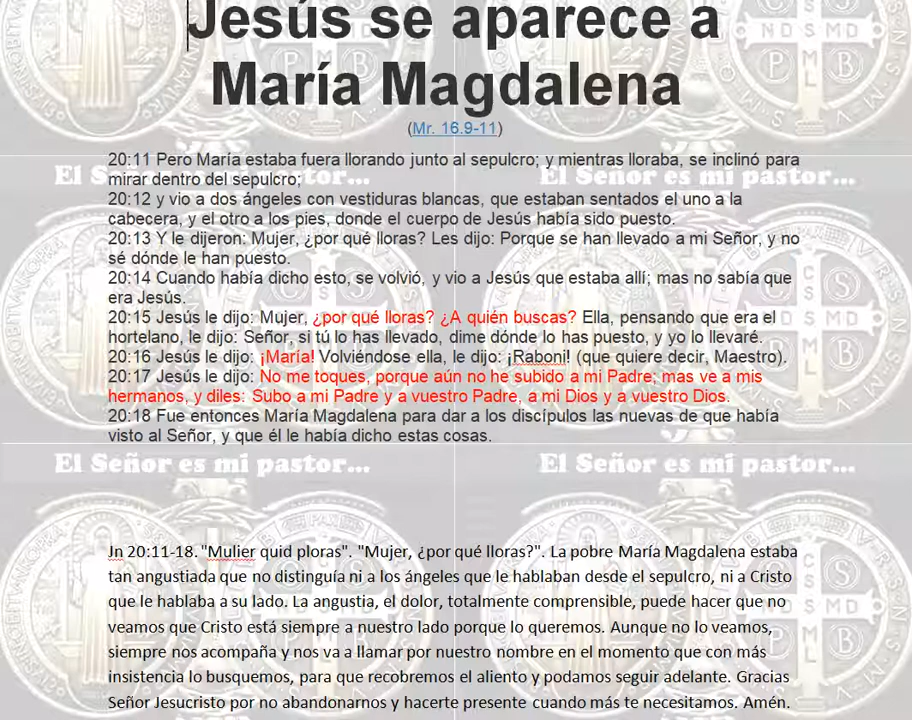 Jesús se aparece a
María Magdalena
(Mr. 16.9-11)
20:11 Pero María estaba fuera llorando junto al sepulcro; y mientras lloraba, se inclinó para
mirar dentro del sepulcro;
20:12 y vio a dos ángeles con vestiduras blancas, que estaban sentados el uno a la
cabecera, y el otro a los pies, donde el cuerpo de Jesús había sido puesto.
20:13 Y le dijeron: Mujer, ¿por qué lloras? Les dijo: Porque se han llevado a mi Señor, y no
sé dónde le han puesto.
20:14 Cuando había dicho esto, se volvió, y vio a Jesús que estaba allí; mas no sabía que
era Jesús.
20:15 Jesús le dijo: Mujer, ¿por qué lloras? ¿A quién buscas? Ella, pensando que era el
hortelano, le dijo: Señor, si tú lo has llevado, dime dónde lo has puesto, y yo lo llevaré.
20:16 Jesús le dijo: ¡María! Volviéndose ella, le dijo: ¡Raboni! (que quiere decir, Maestro).
20:17 Jesús le dijo: No me toques, porque aún no he subido a mi Padre; mas ve a mis
hermanos, y diles: Subo a mi Padre y a vuestro Padre, a mi Dios y a vuestro Dios.
20:18 Fue entonces María Magdalena para dar a los discípulos las nuevas de que había
visto al Señor, y que él le había dicho estas cosas.
El Señor es mi pastor... El Señor es mi pastor...
Jn 20:11-18. "Mulier quid ploras". "Mujer, ¿por qué lloras?". La pobre María Magdalena estaba
tan angustiada que no distinguía ni a los ángeles que le hablaban desde el sepulcro, ni a Cristo
que le hablaba a su lado. La angustia, el dolor, totalmente comprensible, puede hacer que no
veamos que Cristo está siempre a nuestro lado porque lo queremos. Aunque no lo veamos,
siempre nos acompaña y nos va a llamar por nuestro nombre en el momento que con más
insistencia lo busquemos, para que recobremos el aliento y podamos seguir adelante. Gracias
Señor Jesucristo por no abandonarnos y hacerte presente cuando más te necesitamos. Amén.